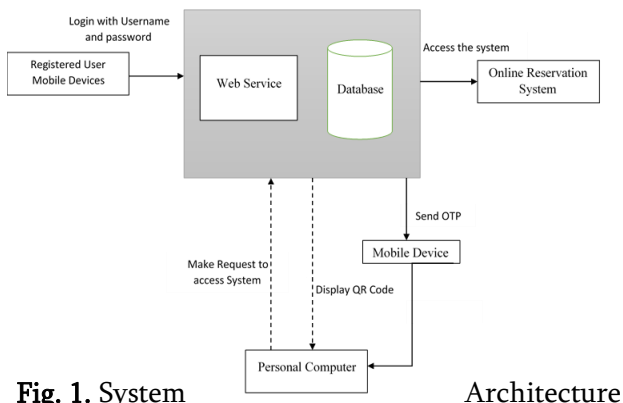 Login with Username
and password
Registered User
Mobile Devices
Web Service
Database
Access the system
Online Reservation
System
Send OTP
Mobile Device
Make Request to
access System
Display QR Code
Personal Computer
Fig. 1. System Architecture